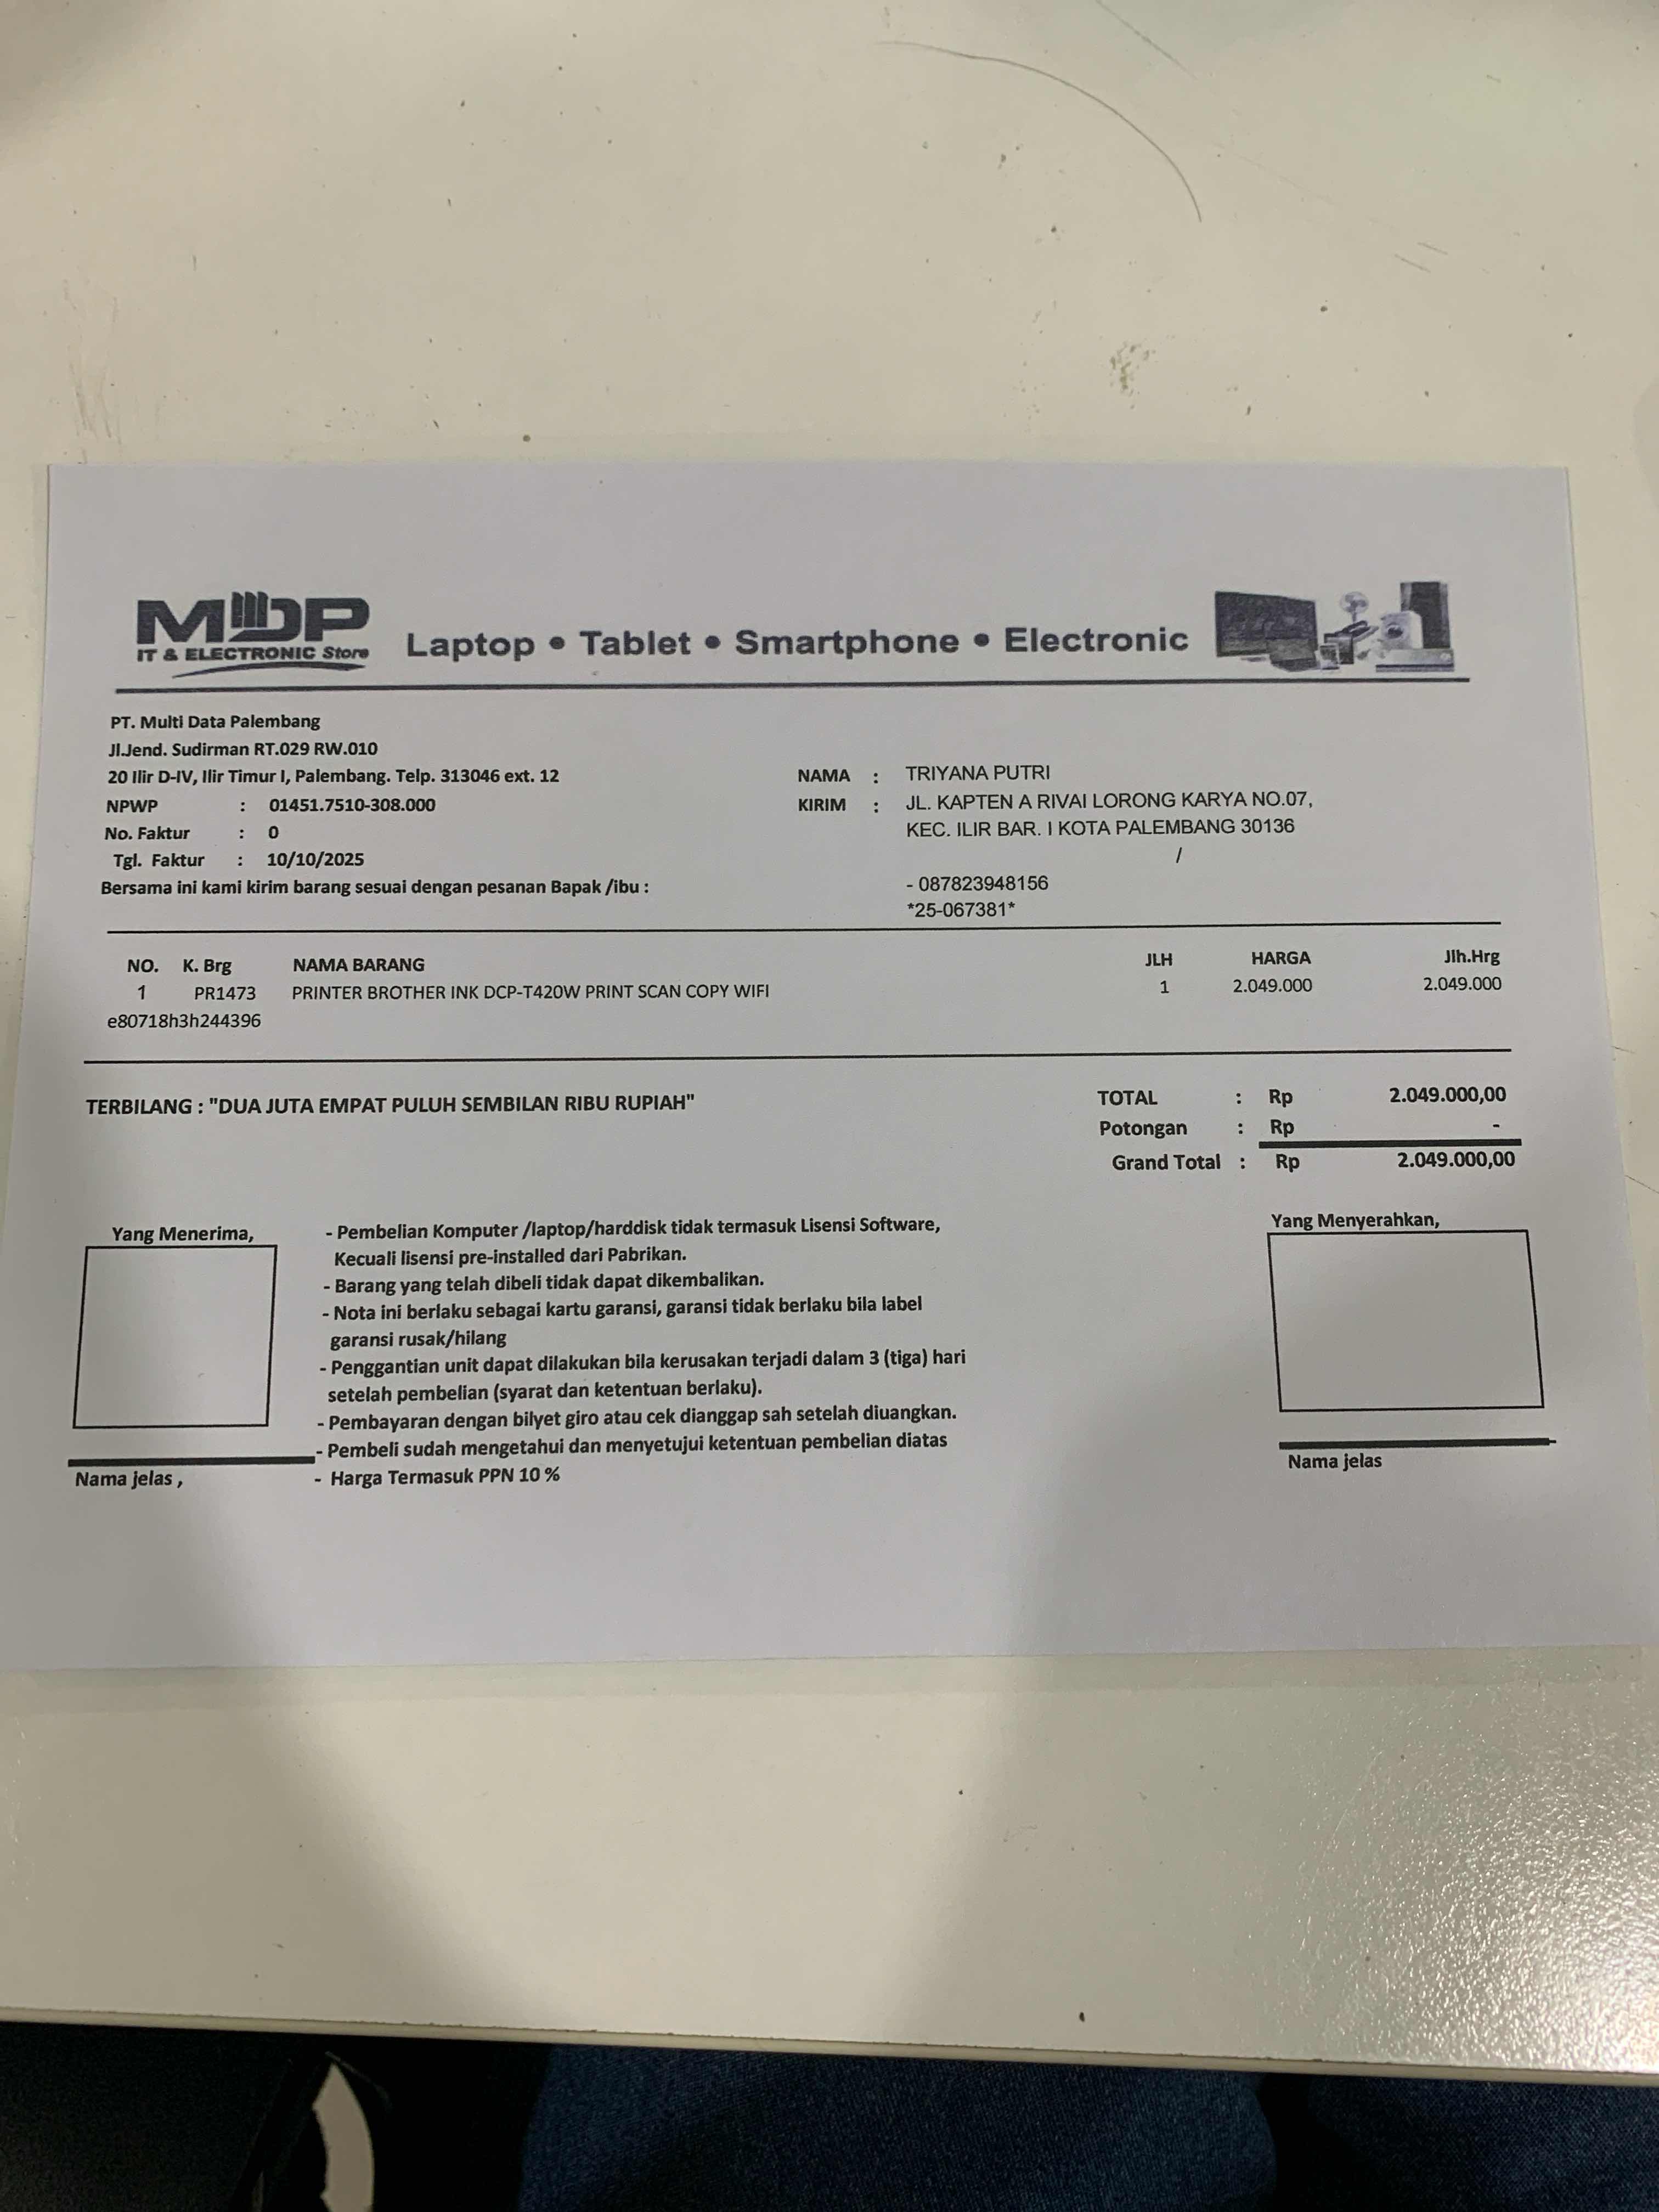 MDP
IT & ELECTRONIC Store
Laptop • Tablet • Smartphone • Electronic
PT. Multi Data Palembang
Jl.Jend. Sudirman RT.029 RW.010
20 Ilir D-IV, Ilir Timur I, Palembang. Telp. 313046 ext. 12
NPWP : 01451.7510-308.000
No. Faktur : 0
Tgl. Faktur : 10/10/2025
Bersama ini kami kirim barang sesuai dengan pesanan Bapak /ibu :
NAMA : TRIYANA PUTRI
KIRIM : JL. KAPTEN A RIVAI LORONG KARYA NO.07,
KEC. ILIR BAR. I KOTA PALEMBANG 30136
/
- 087823948156
*25-067381*
NO. K. Brg NAMA BARANG JLH HARGA Jlh.Hrg
1 PR1473 PRINTER BROTHER INK DCP-T420W PRINT SCAN COPY WIFI 1 2.049.000 2.049.000
e80718h3h244396
TERBILANG : "DUA JUTA EMPAT PULUH SEMBILAN RIBU RUPIAH"
TOTAL : Rp 2.049.000,00
Potongan : Rp -
Grand Total : Rp 2.049.000,00
Yang Menerima,
Nama jelas ,
- Pembelian Komputer /laptop/harddisk tidak termasuk Lisensi Software,
Kecuali lisensi pre-installed dari Pabrikan.
- Barang yang telah dibeli tidak dapat dikembalikan.
- Nota ini berlaku sebagai kartu garansi, garansi tidak berlaku bila label
garansi rusak/hilang
- Penggantian unit dapat dilakukan bila kerusakan terjadi dalam 3 (tiga) hari
setelah pembelian (syarat dan ketentuan berlaku).
- Pembayaran dengan bilyet giro atau cek dianggap sah setelah diuangkan.
- Pembeli sudah mengetahui dan menyetujui ketentuan pembelian diatas
- Harga Termasuk PPN 10 %
Yang Menyerahkan,
Nama jelas